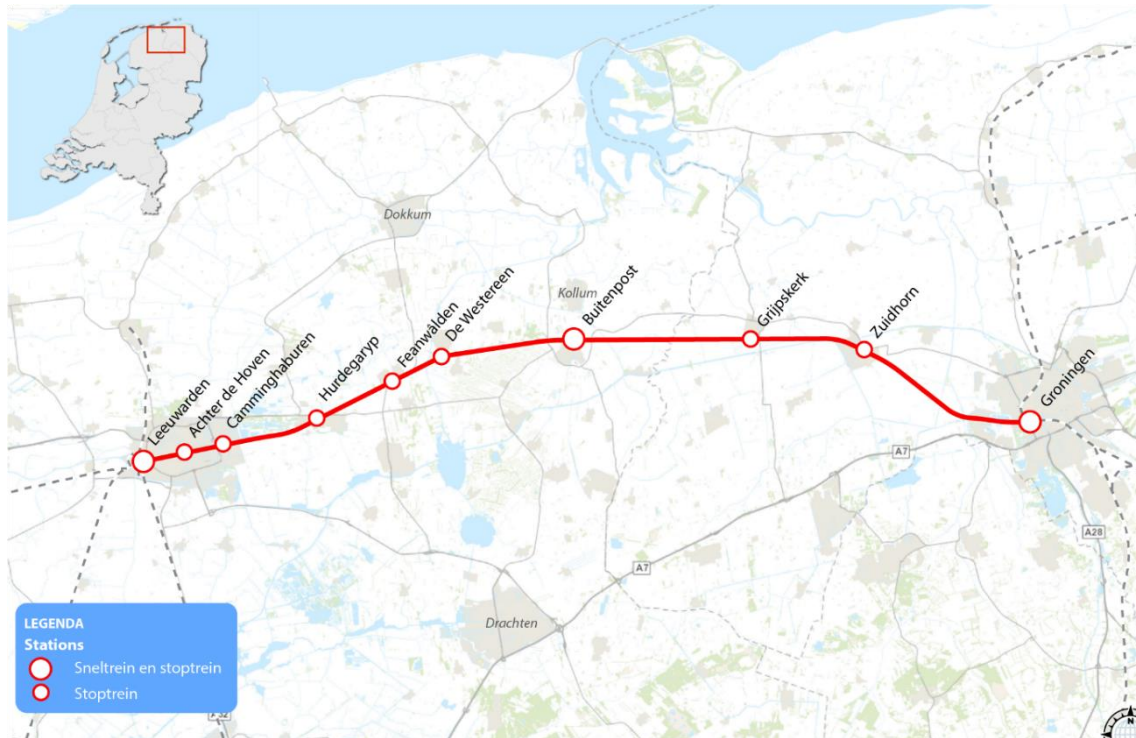 Dokkum
Kollum
Leeuwarden
Achter de Hoven
Camminghaburen
Hurdegaryp
Feanwâlden
De Westereen
Buitenpost
Grijpskerk
Zuidhorn
Groningen
A7
A7
A28
Drachten
LEGENDA
Stations
Sneltrein en stoptrein
Stoptrein
N